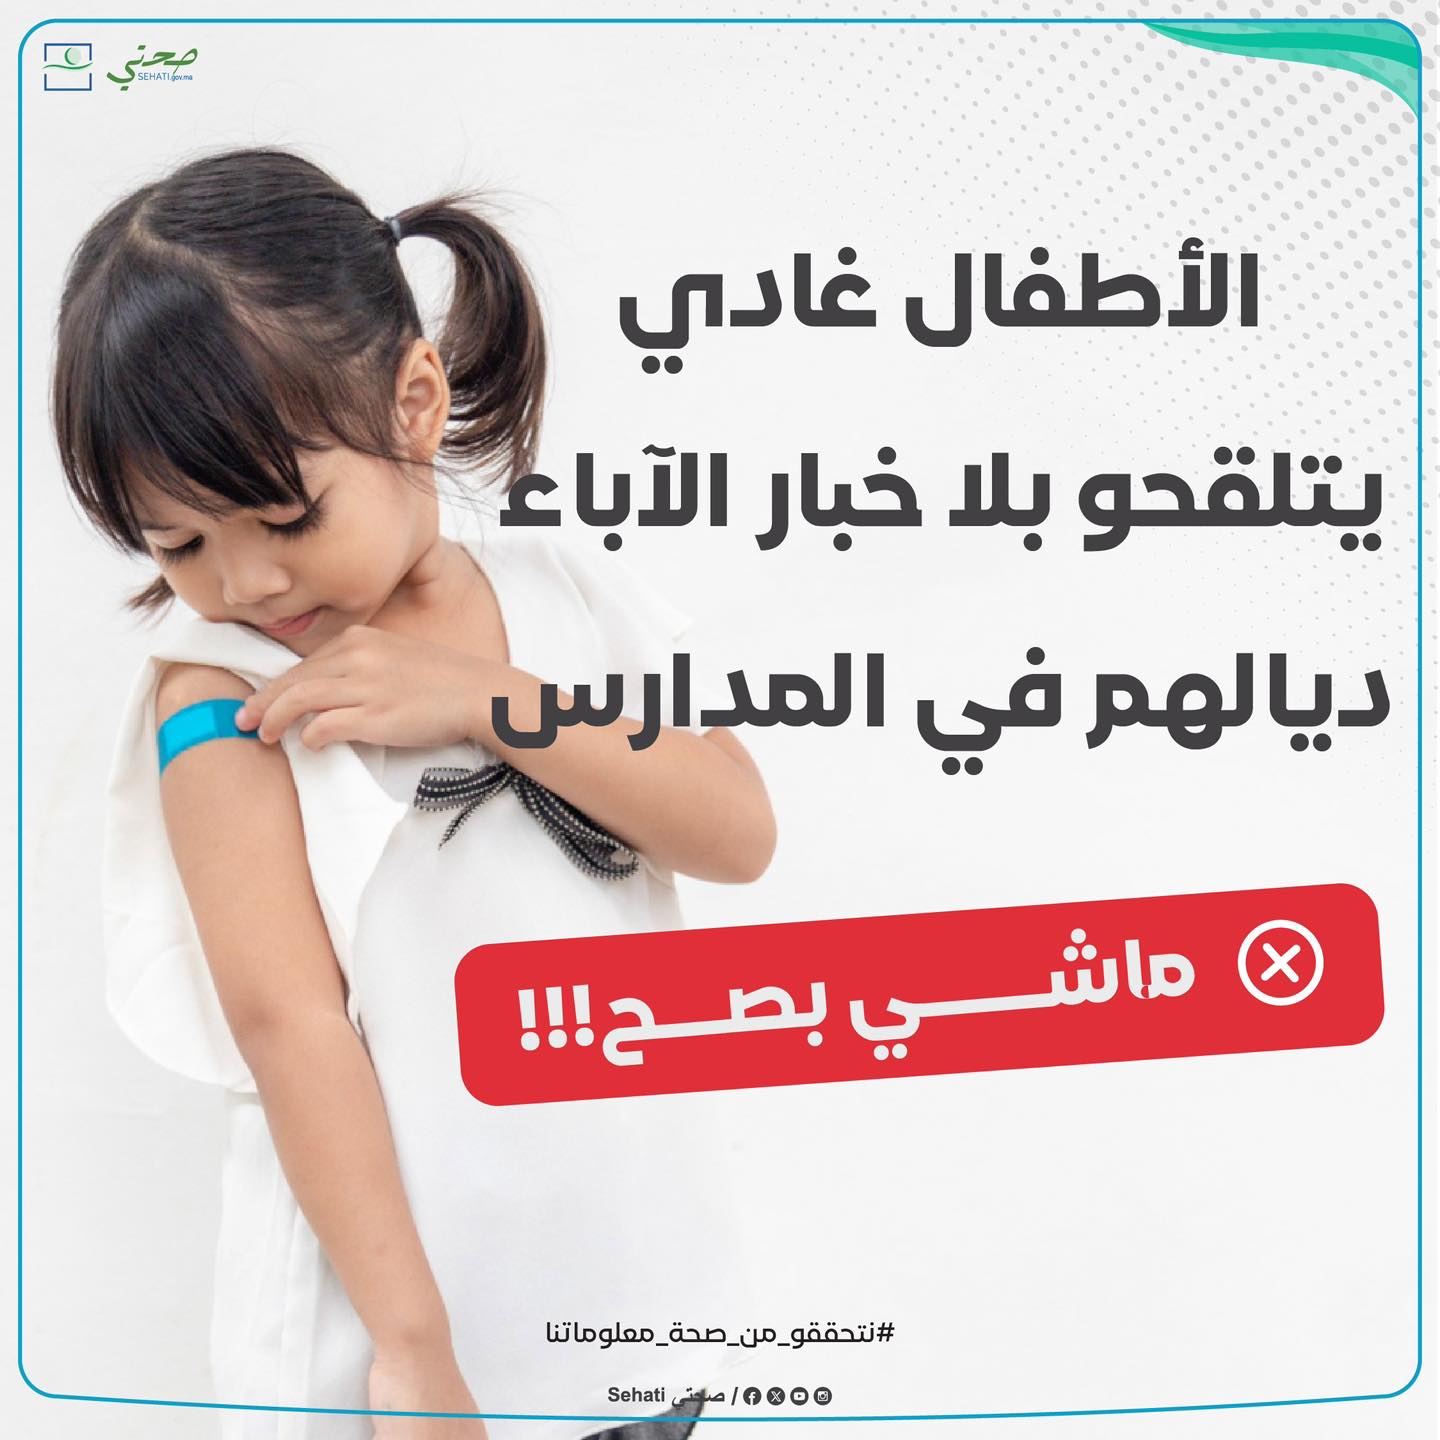 صحتي
SEHATI.gov.ma
الأطفال غادي
يتلقحو بلا خبار الآباء
ديالهم في المدارس
ماشي بصح!!!
#نتحققو_من_صحة_معلوماتنا
Sehati صحتي /